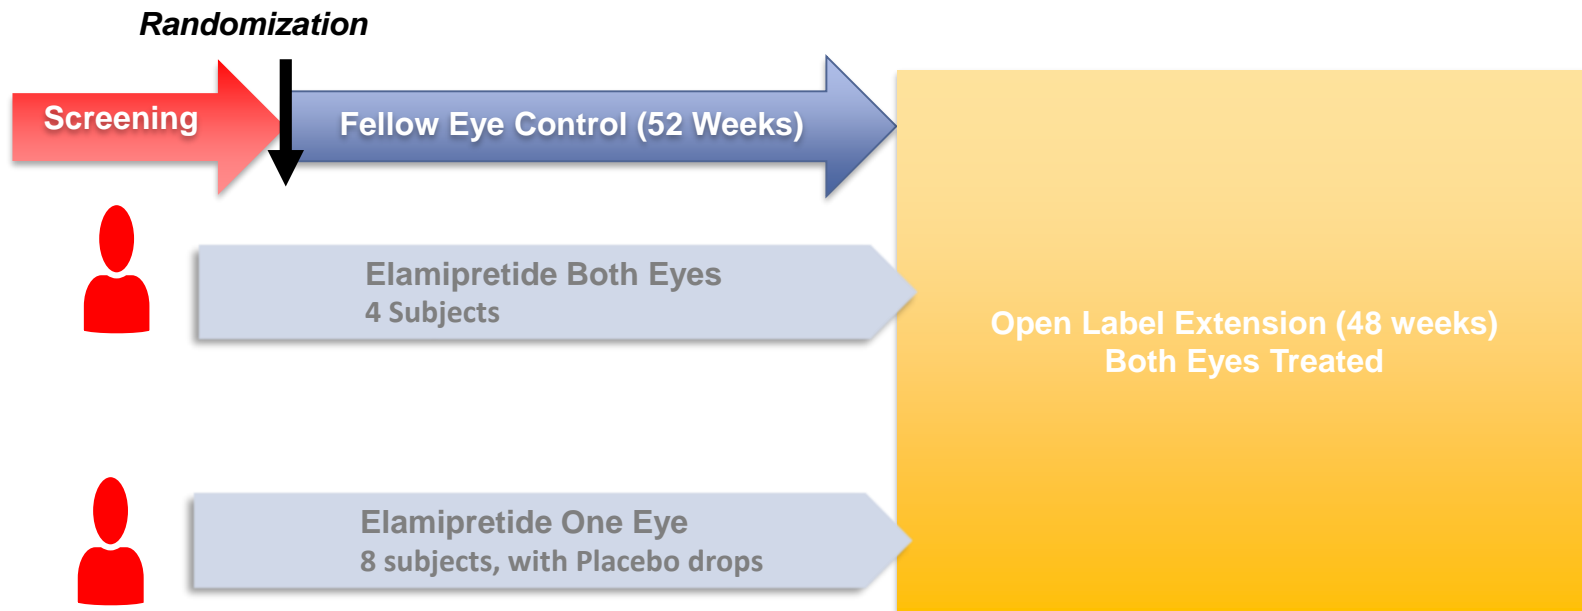 Randomization
Screening
Fellow Eye Control (52 Weeks)
Elamipretide Both Eyes
4 Subjects
Open Label Extension (48 weeks)
Both Eyes Treated
Elamipretide One Eye
8 subjects, with Placebo drops